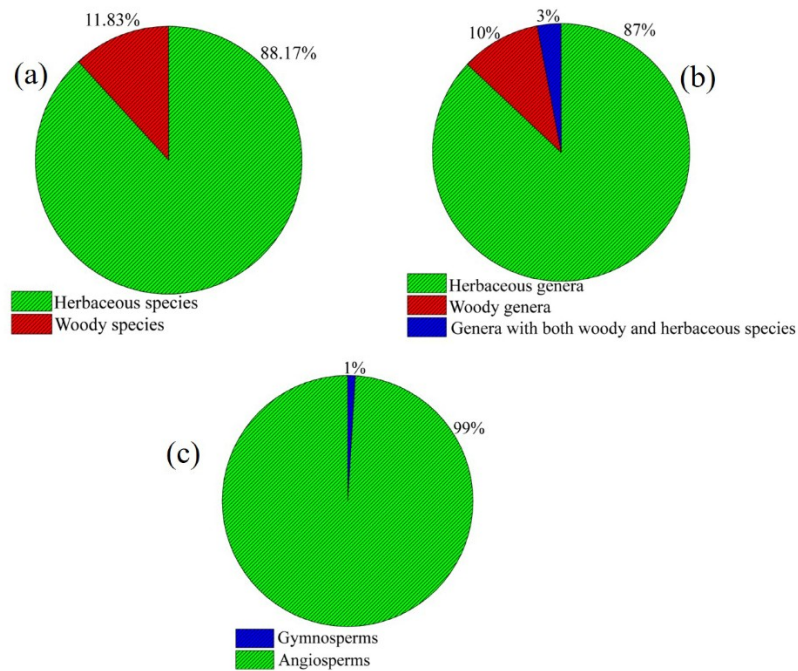 11.83%
88.17%
(a)
Herbaceous species
Woody species
10%
3%
87%
(b)
Herbaceous genera
Woody genera
Genera with both woody and herbaceous species
1%
99%
(c)
Gymnosperms
Angiosperms